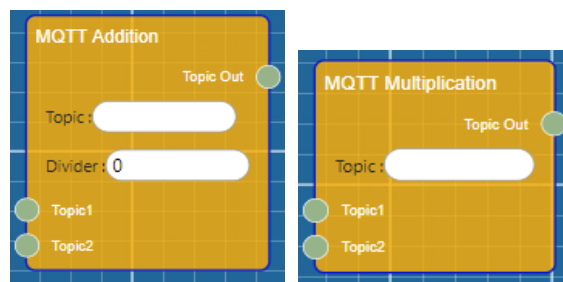 MQTT Addition
Topic Out
Topic :
Divider : 0
Topic1
Topic2
MQTT Multiplication
Topic Out
Topic :
Topic1
Topic2